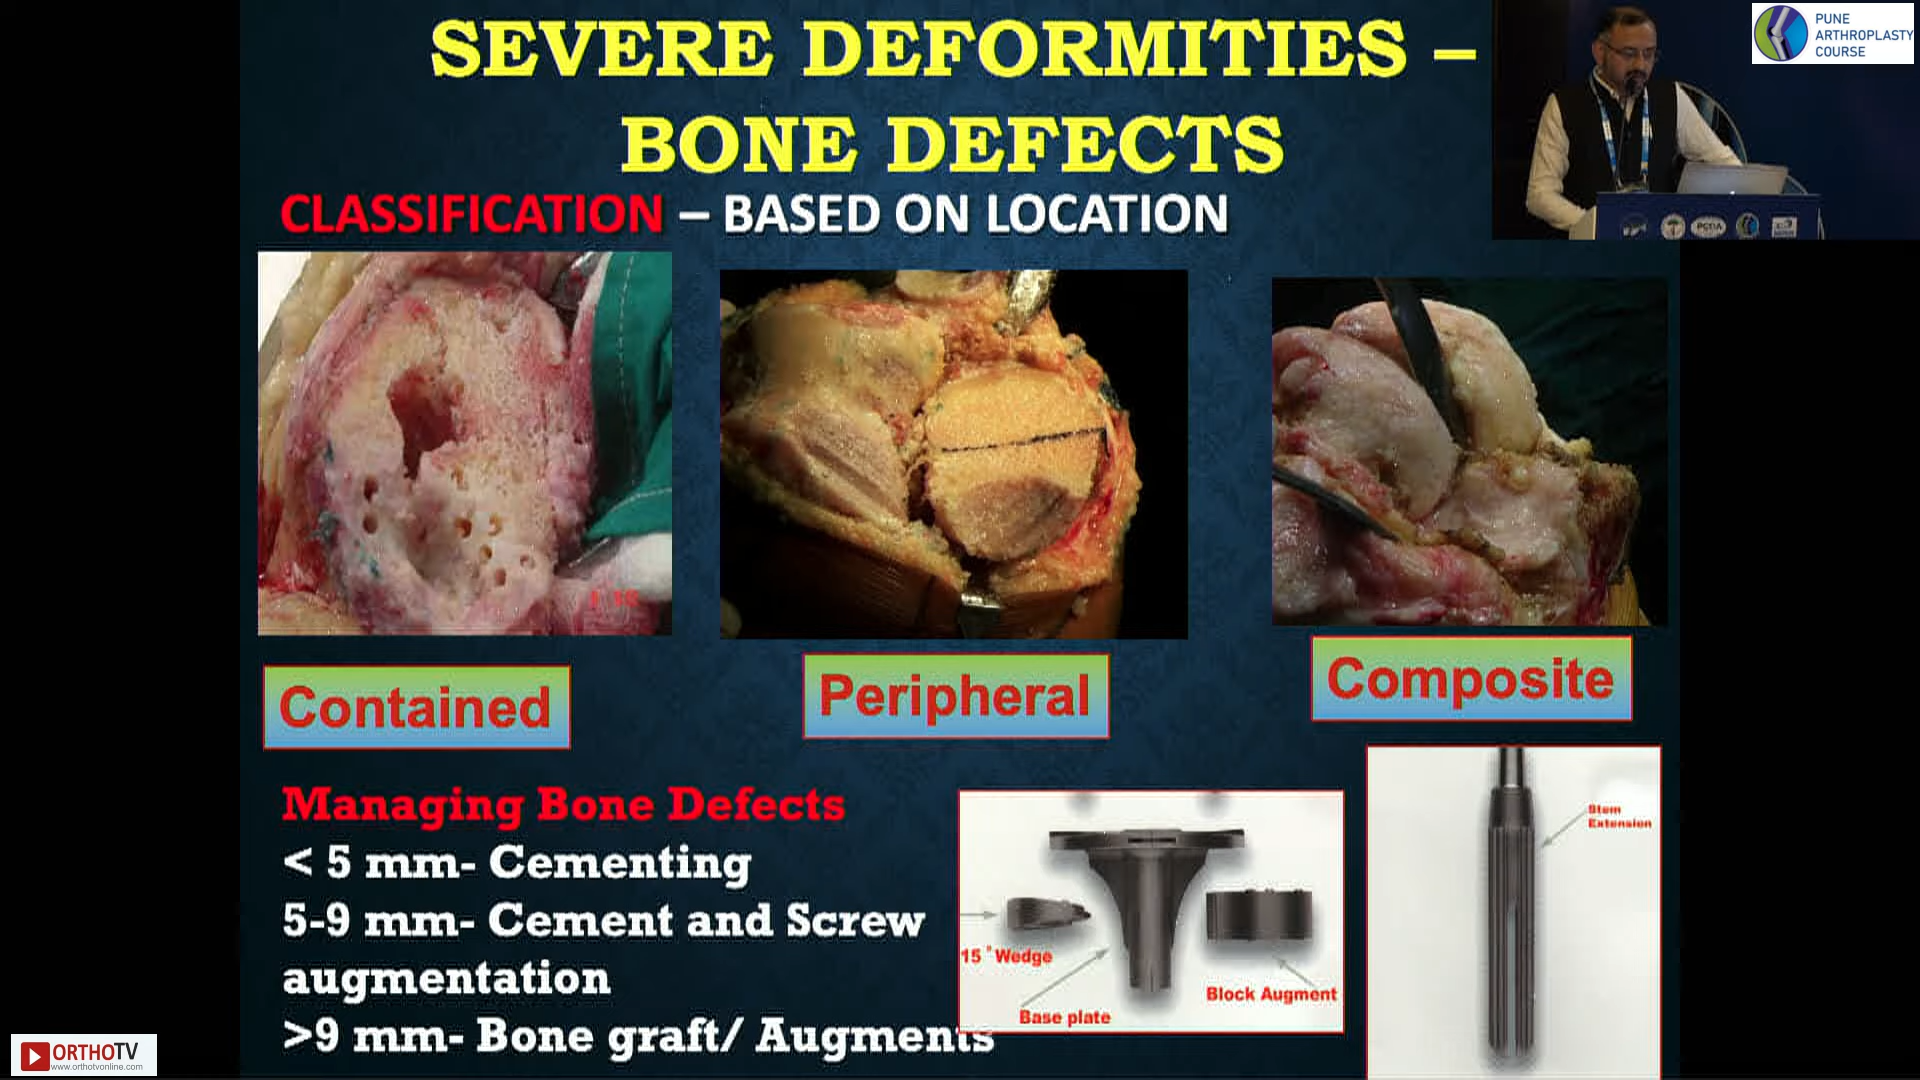 SEVERE DEFORMITIES –
BONE DEFECTS
CLASSIFICATION – BASED ON LOCATION
PUNE
ARTHROPLASTY
COURSE
PCOA
Contained
Peripheral
Composite
Managing Bone Defects
< 5 mm- Cementing
5-9 mm- Cement and Screw
augmentation
>9 mm- Bone graft/ Augments
15° Wedge
Base plate
Block Augment
Stem
Extension
ORTHOTV
www.orthotvonline.com